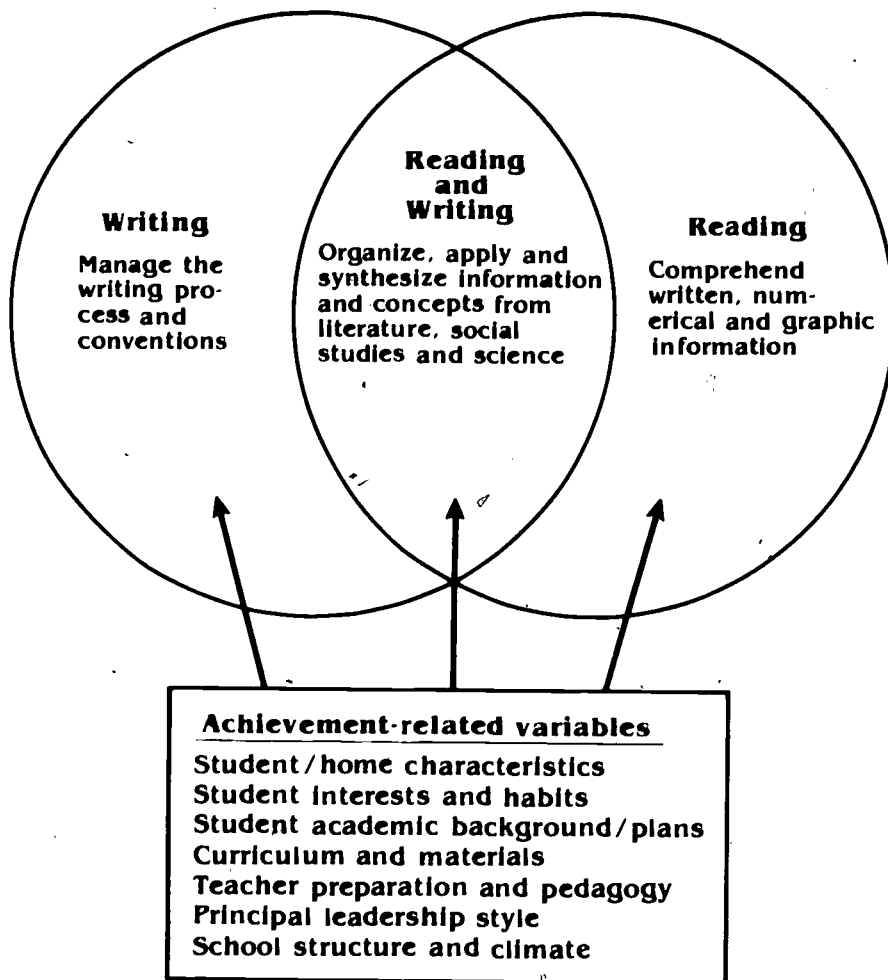 Writing
Manage the
writing pro-
cess and
conventions
Reading
and
Writing
Organize, apply and
synthesize information
and concepts from
literature, social
studies and science
Reading
Comprehend
written, num-
erical and graphic
information
Achievement-related variables
Student/home characteristics
Student interests and habits
Student academic background/plans
Curriculum and materials
Teacher preparation and pedagogy
Principal leadership style
School structure and climate